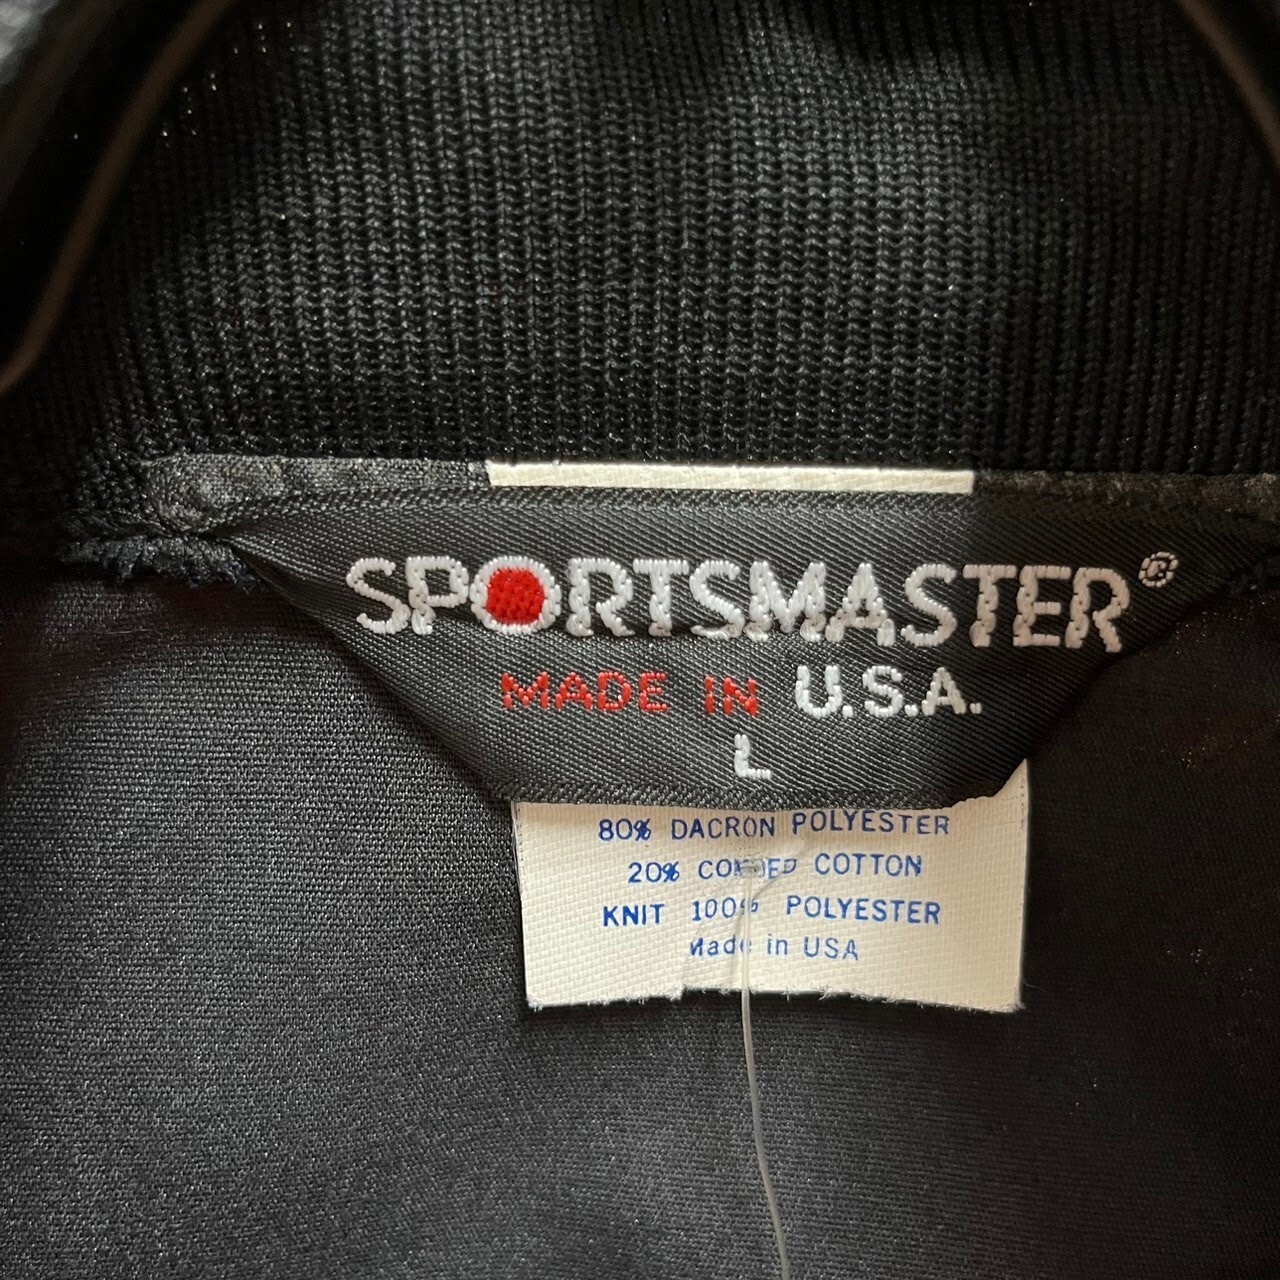 SPORTSMASTER®
MADE IN U.S.A.
L
80% DACRON POLYESTER
20% COMBED COTTON
KNIT 100% POLYESTER
Made in USA